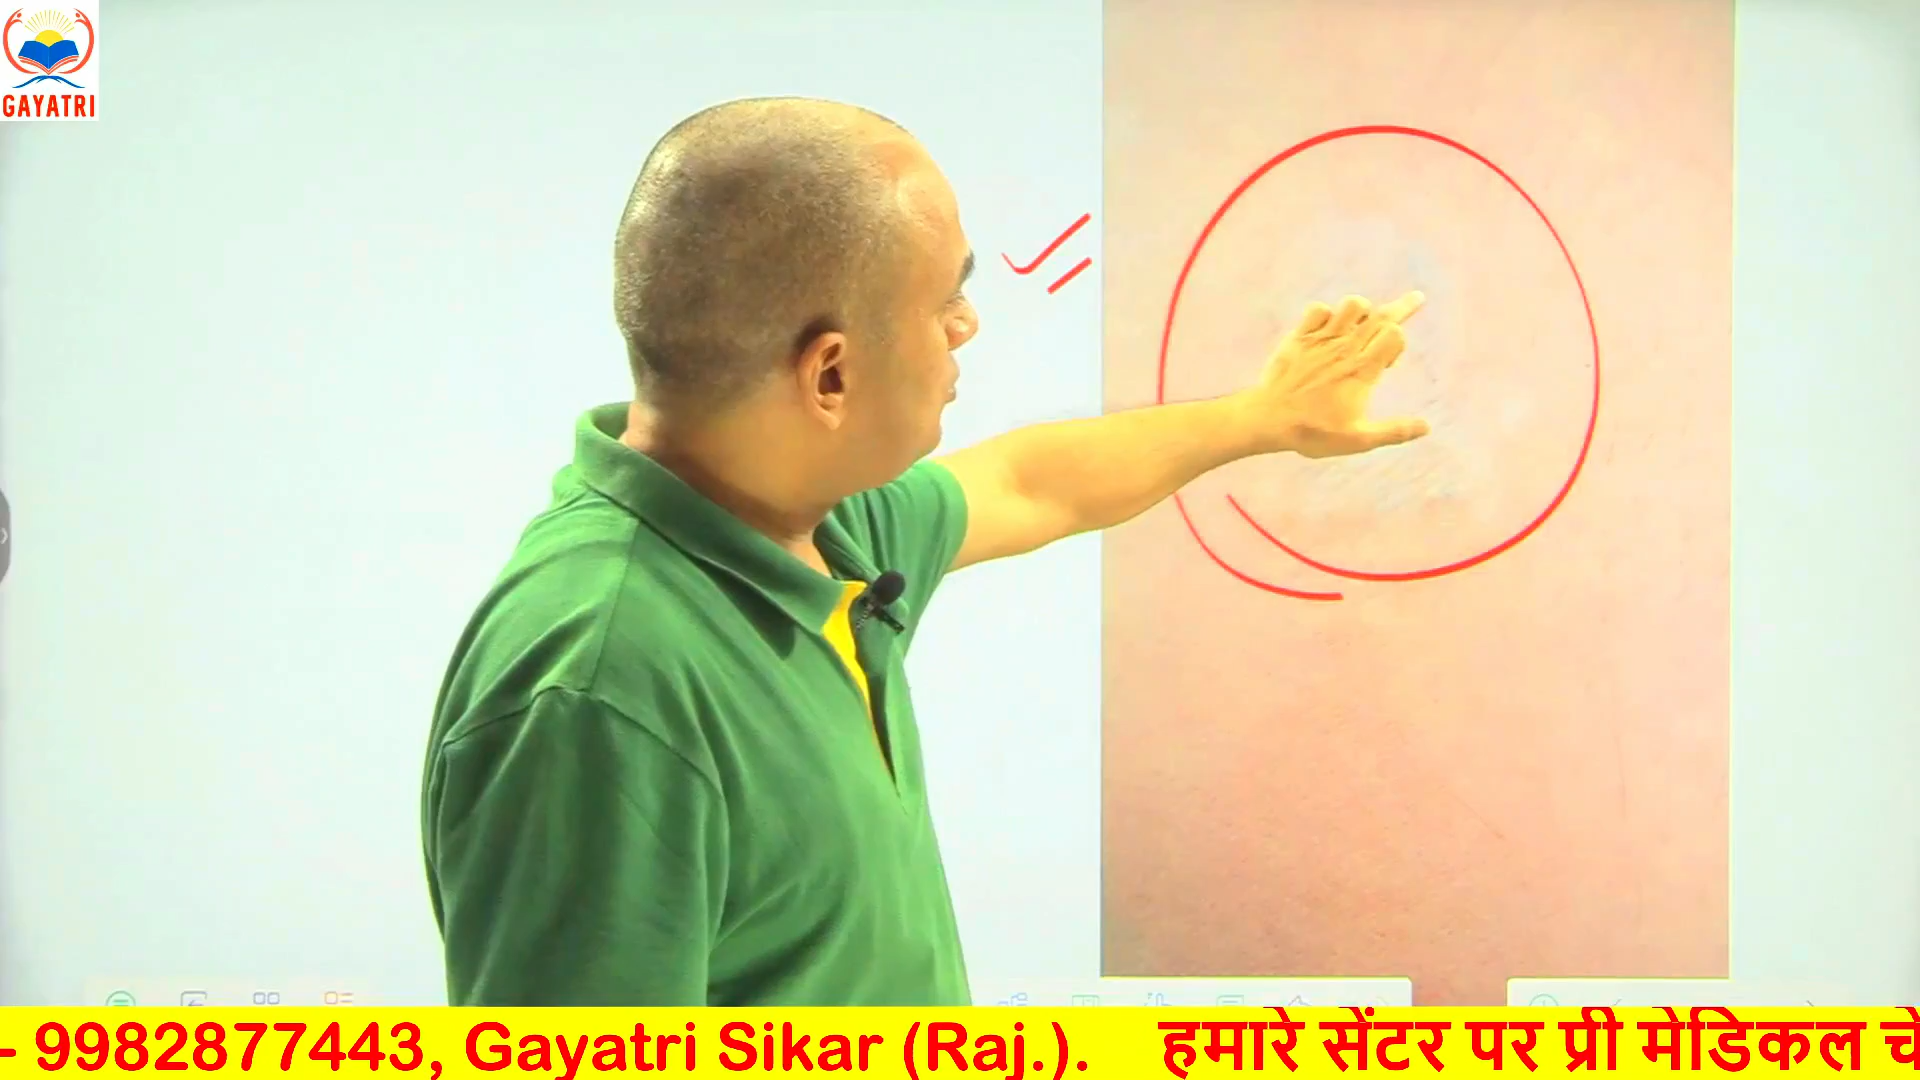 GAYATRI
- 9982877443, Gayatri Sikar (Raj.). हमारे सेंटर पर प्री मेडिकल